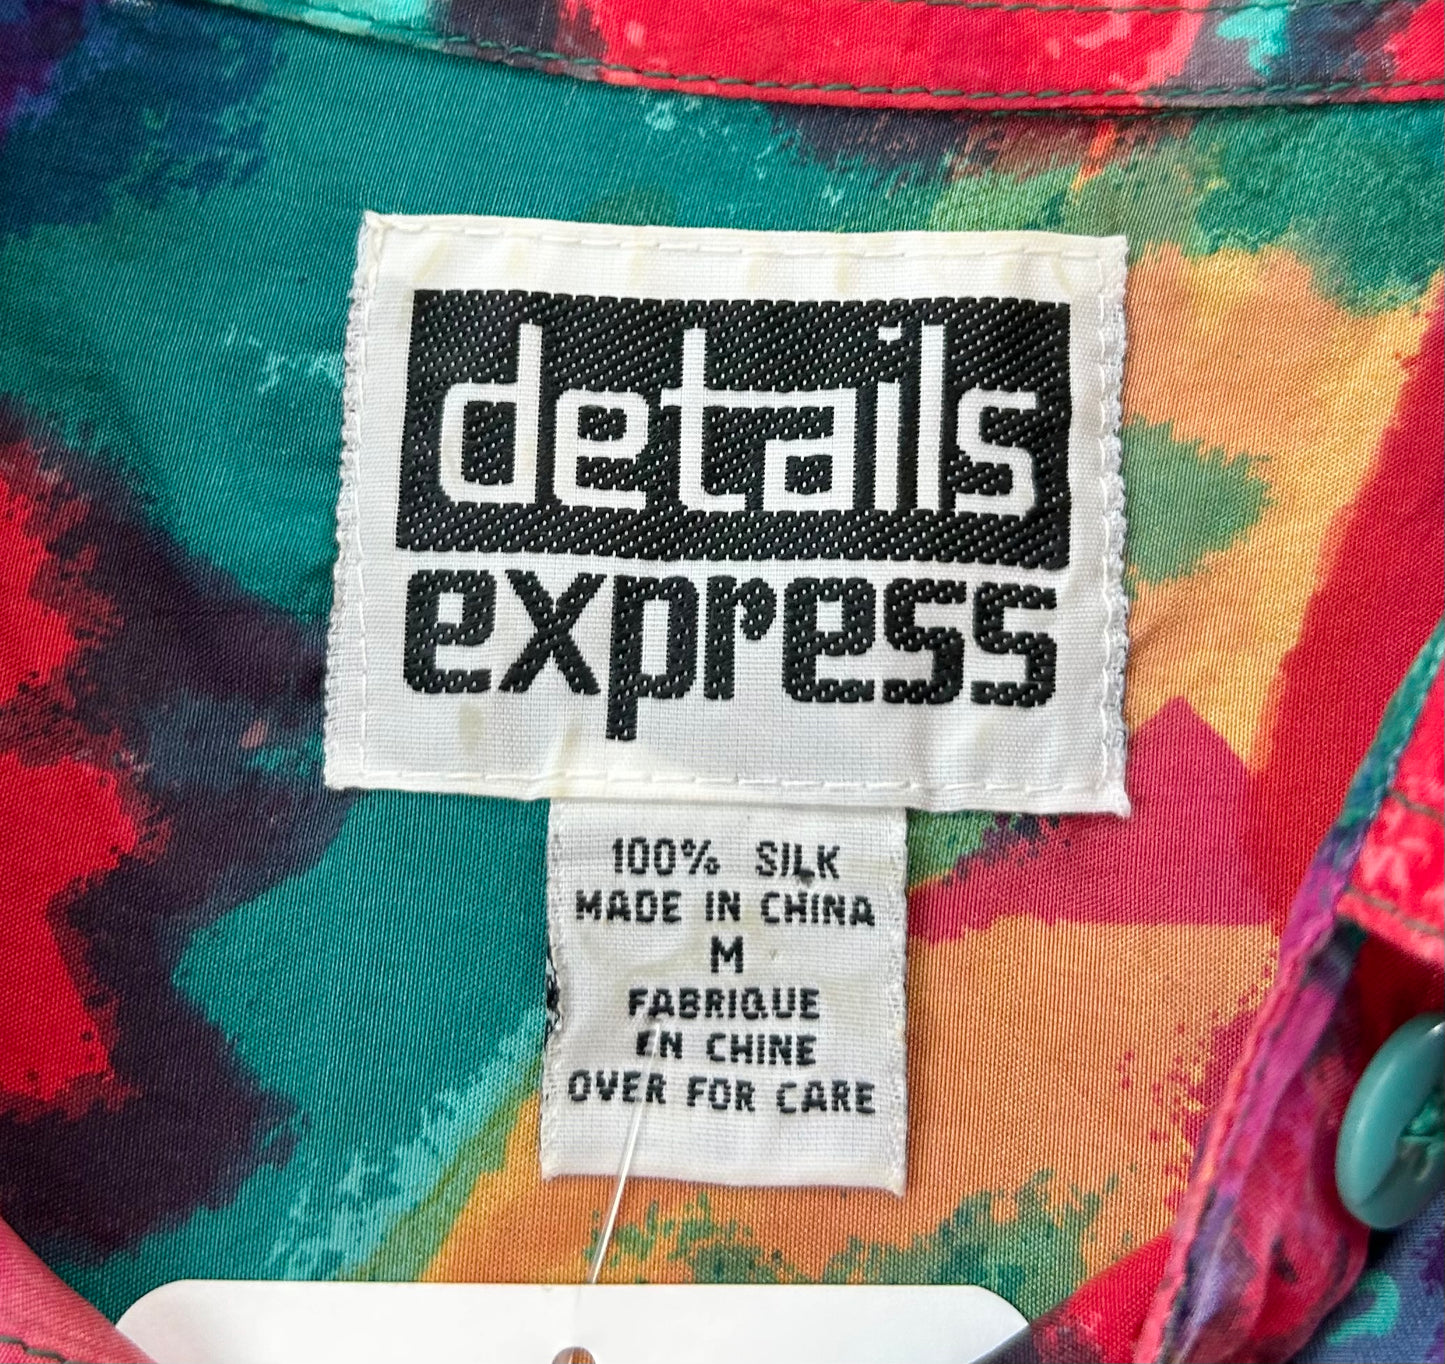 details
express
100% SILK
MADE IN CHINA
M
FABRIQUE
EN CHINE
OVER FOR CARE